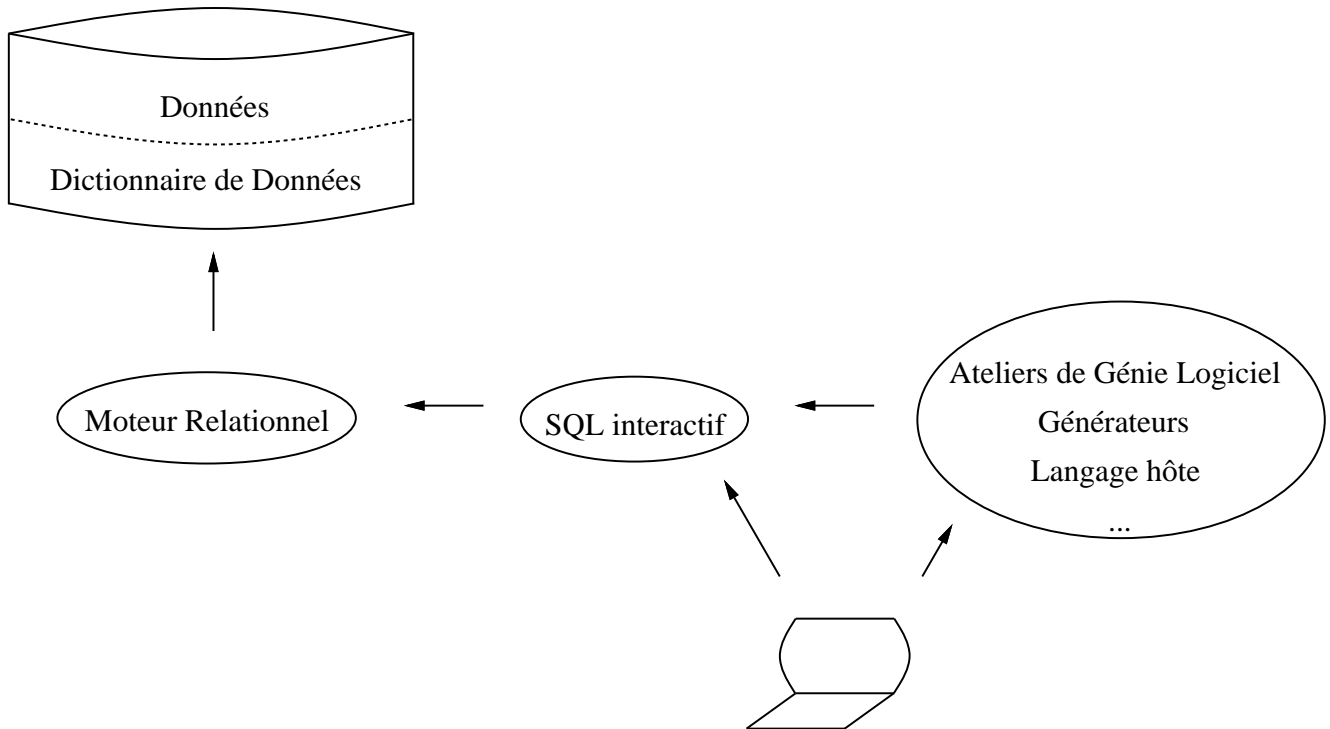 Données
Dictionnaire de Données
Moteur Relationnel
SQL interactif
Ateliers de Génie Logiciel
Générateurs
Langage hôte
...